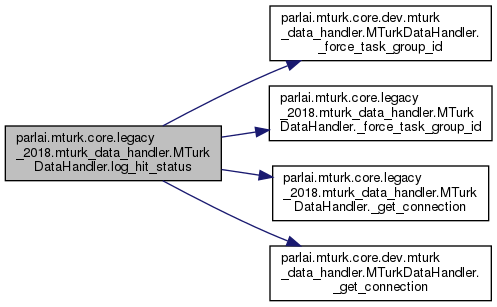 parlai.mturk.core.dev.mturk
_data_handler.MTurkDataHandler.
_force_task_group_id
parlai.mturk.core.legacy
_2018.mturk_data_handler.MTurk
DataHandler._force_task_group_id
parlai.mturk.core.legacy
_2018.mturk_data_handler.MTurk
DataHandler.log_hit_status
parlai.mturk.core.legacy
_2018.mturk_data_handler.MTurk
DataHandler._get_connection
parlai.mturk.core.dev.mturk
_data_handler.MTurkDataHandler.
_get_connection